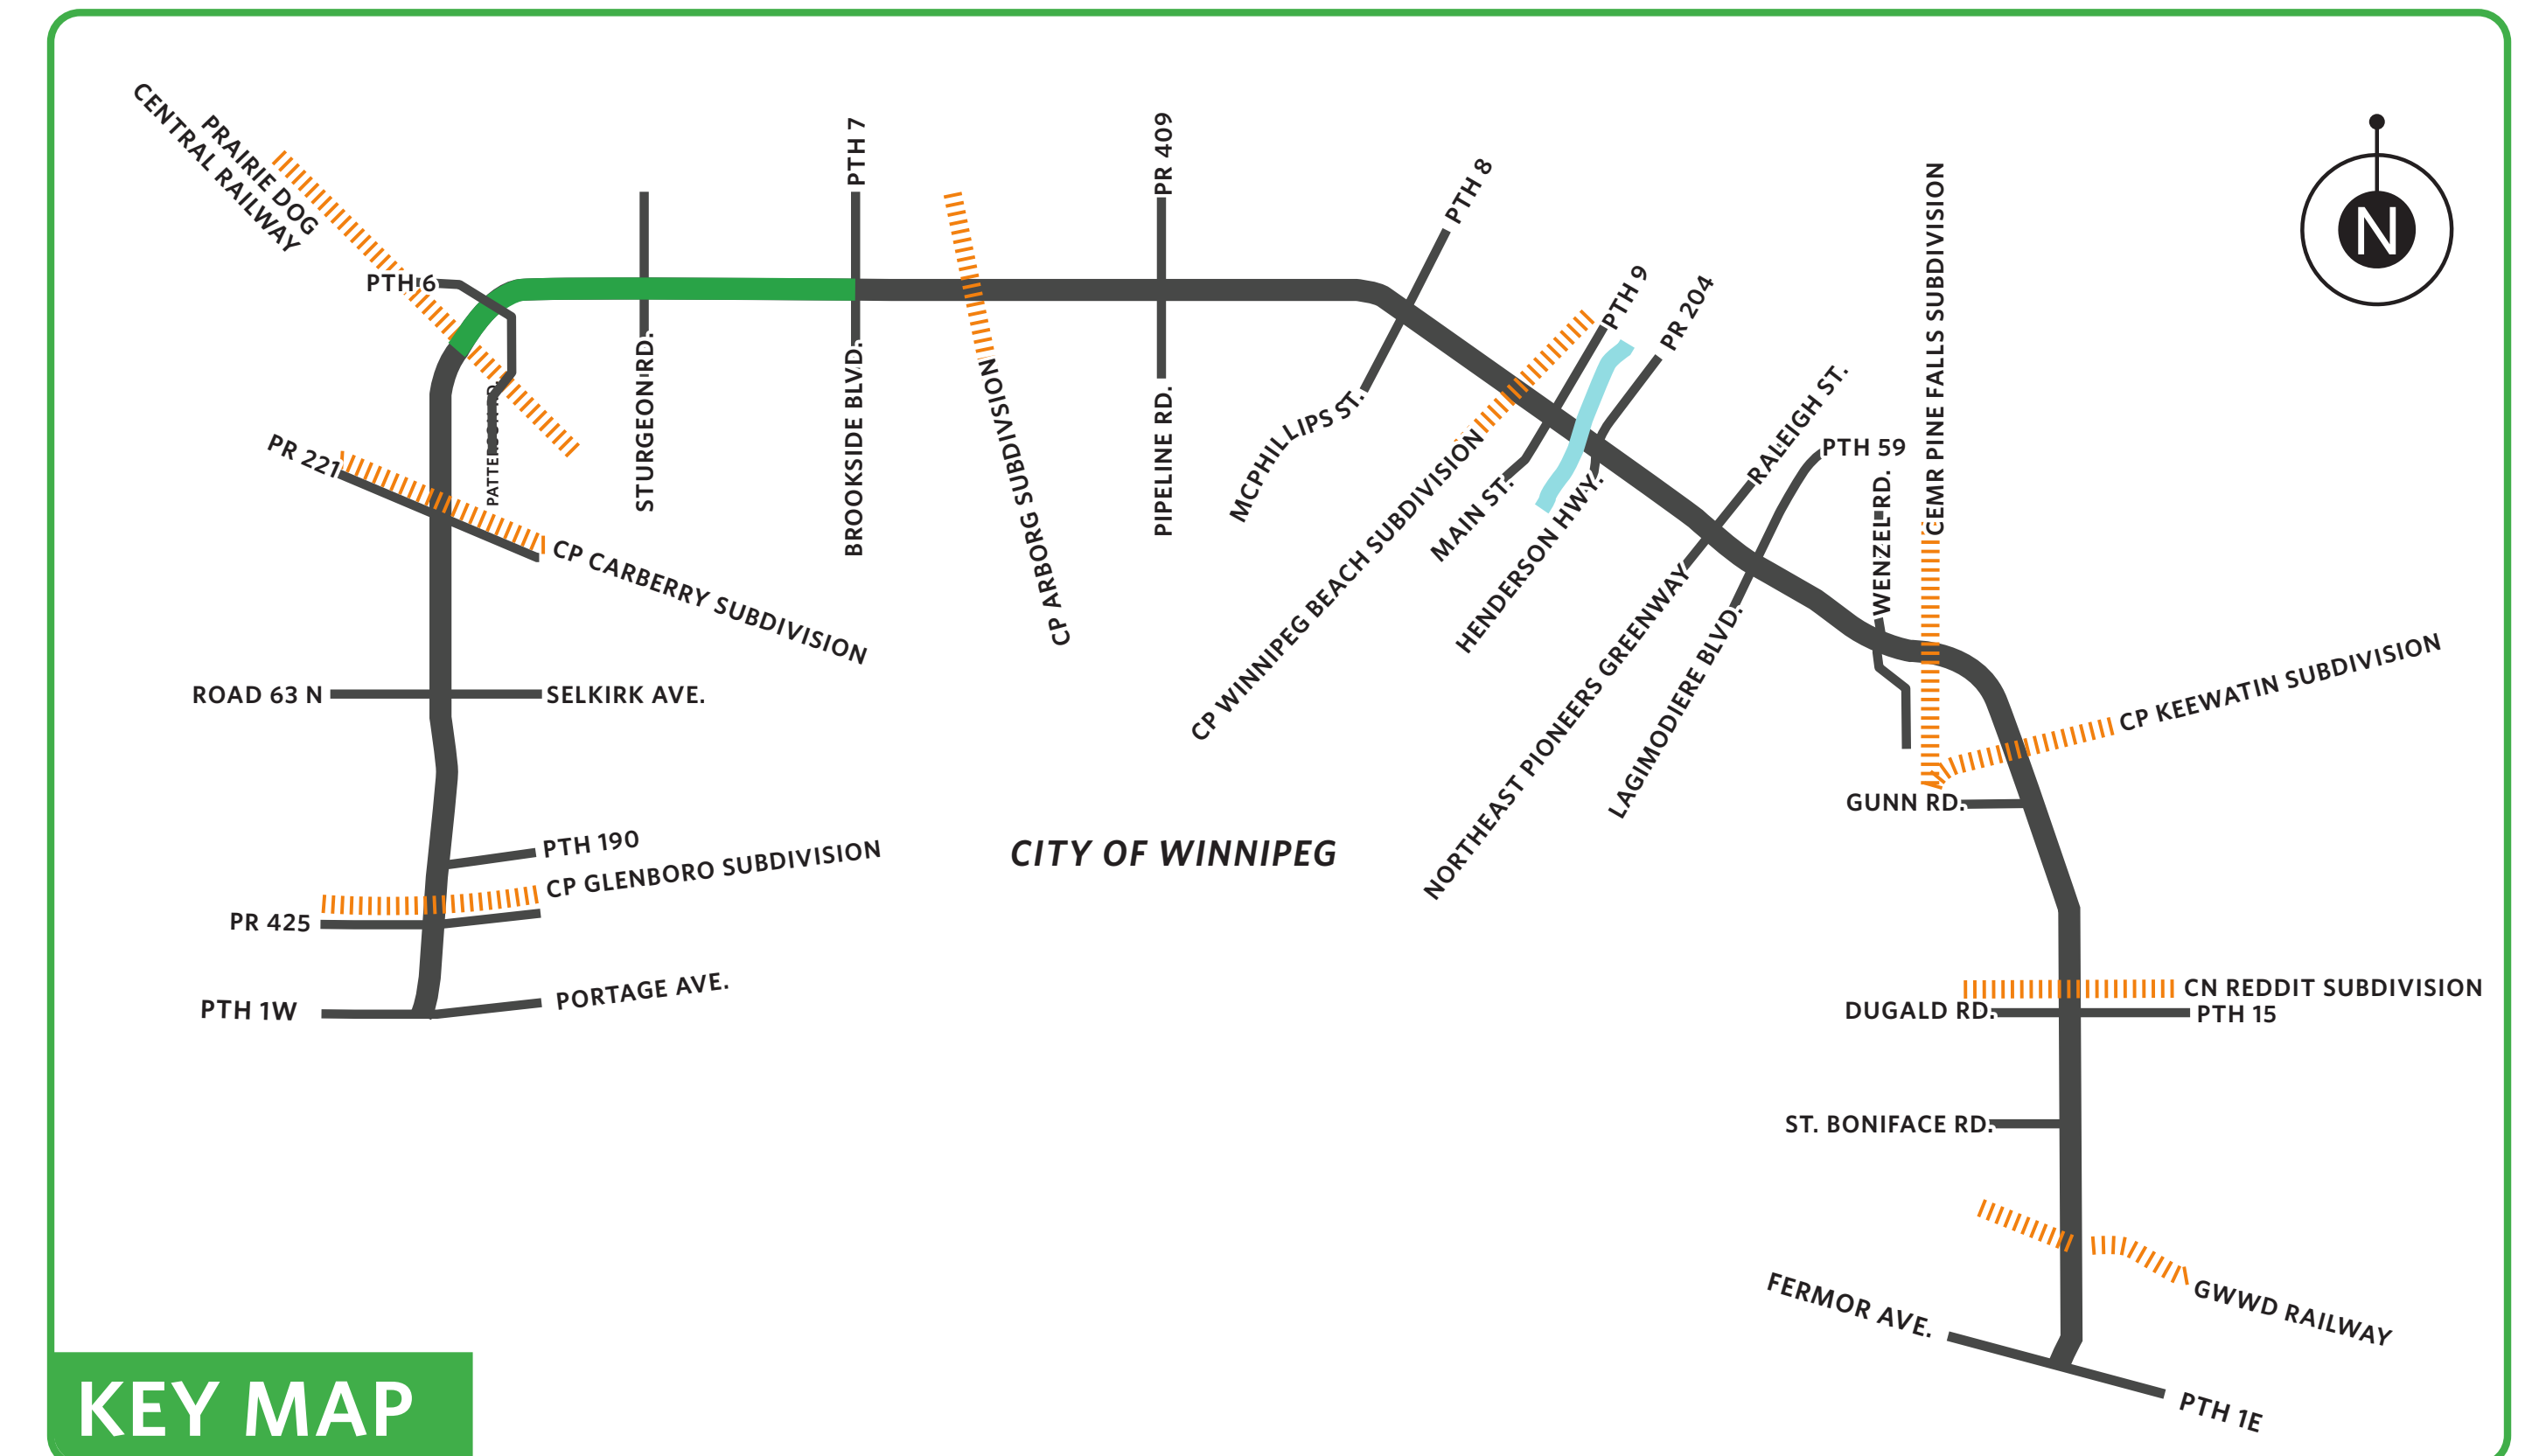 CENTRAL RAILWAY
PRAIRIE DOG
PTH 6
PTH 7
PR 409
PTH 8
PTH 9
PR 204
RALEIGH ST.
PTH 59
WENZEL RD.
CEMR PINE FALLS SUBDIVISION
N
PR 221
STURGEON RD.
BROOKSIDE BLVD.
CP ARBORG SUBDIVISION
PIPELINE RD.
MCPHILLIPS ST.
CP WINNIPEG BEACH SUBDIVISION
MAIN ST.
HENDERSON HWY.
NORTHEAST PIONEERS GREENWAY
LAGIMODIERE BLVD.
CP CARBERRY SUBDIVISION
CP KEEWATIN SUBDIVISION
ROAD 63 N
SELKIRK AVE.
GUNN RD.
PTH 190
CP GLENBORO SUBDIVISION
CITY OF WINNIPEG
PR 425
PTH 1W
PORTAGE AVE.
CN REDDIT SUBDIVISION
DUGALD RD.
PTH 15
ST. BONIFACE RD.
GWWD RAILWAY
FERMOR AVE.
PTH 1E
KEY MAP